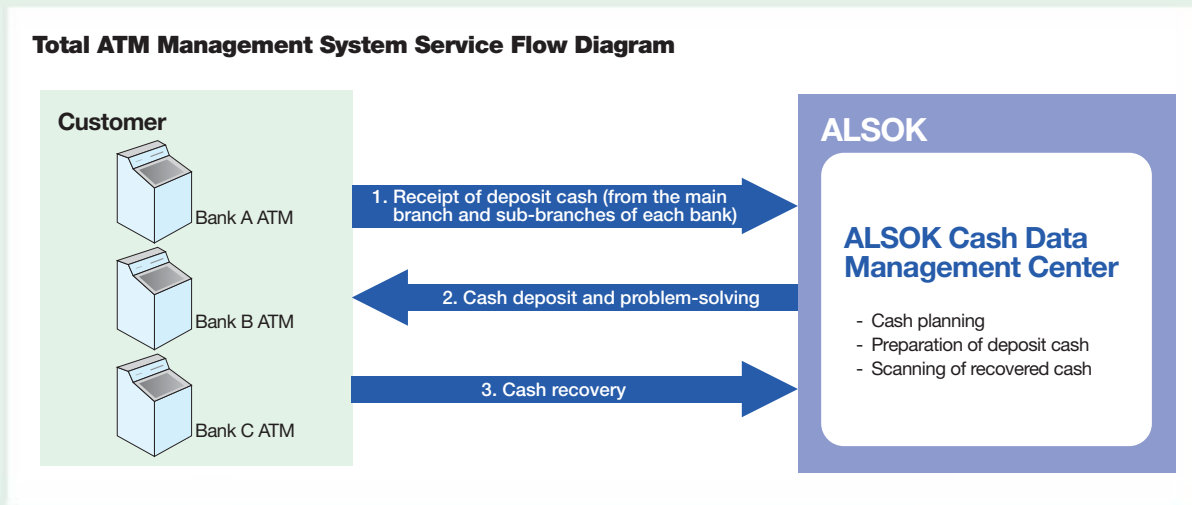 Total ATM Management System Service Flow Diagram
Customer
Bank A ATM
Bank B ATM
Bank C ATM
1. Receipt of deposit cash (from the main
branch and sub-branches of each bank)
2. Cash deposit and problem-solving
3. Cash recovery
ALSOK
ALSOK Cash Data
Management Center
- Cash planning
- Preparation of deposit cash
- Scanning of recovered cash